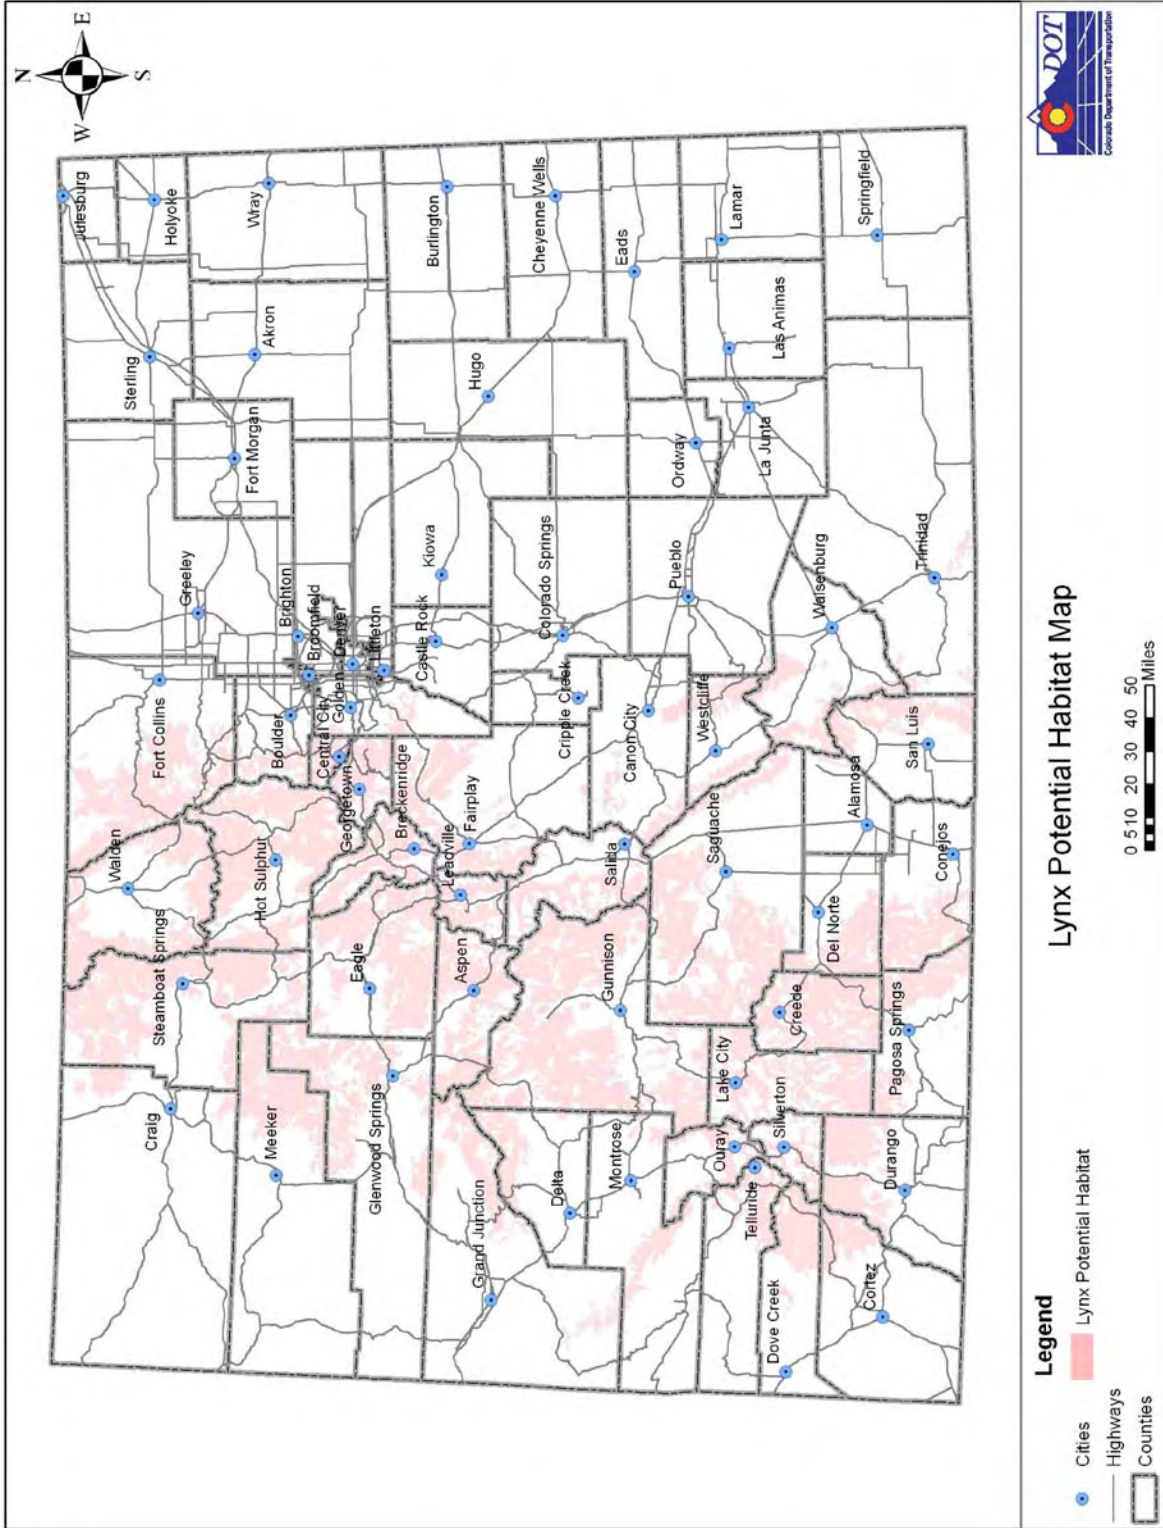 N
W
E
S
Julesburg
Holyoke
Sterling
Wray
Akron
Fort Morgan
Greeley
Fort Collins
Walden
Steamboat Springs
Craig
Meeker
Hot Sulphur
Boulder
Brighton
Broomfield
Central City
Golden
Denver
Littleton
Georgetown
Castle Rock
Kiowa
Burlington
Hugo
Cheyenne Wells
Eads
Breckenridge
Fairplay
Leadville
Eagle
Glenwood Springs
Aspen
Grand Junction
Delta
Montrose
Gunnison
Salida
Cripple Creek
Colorado Springs
Canon City
Pueblo
Ordway
La Junta
Las Animas
Lamar
Springfield
Westcliffe
Walsenburg
Trinidad
Saguache
San Luis
Alamosa
Conejos
Del Norte
Creede
Lake City
Pagosa Springs
Ouray
Silverton
Telluride
Durango
Dove Creek
Cortez
Legend
Cities
Lynx Potential Habitat
Highways
Counties
Lynx Potential Habitat Map
0 5 10 20 30 40 50
Miles
DOT
Colorado Department of Transportation